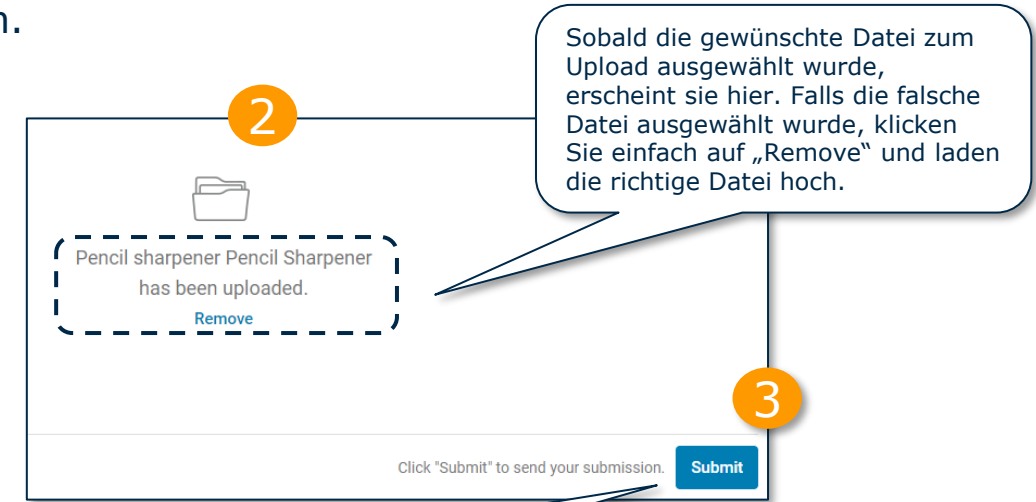 n.
Sobald die gewünschte Datei zum
Upload ausgewählt wurde,
erscheint sie hier. Falls die falsche
Datei ausgewählt wurde, klicken
Sie einfach auf „Remove“ und laden
die richtige Datei hoch.
2
Pencil sharpener Pencil Sharpener
has been uploaded.
Remove
3
Click "Submit" to send your submission.
Submit